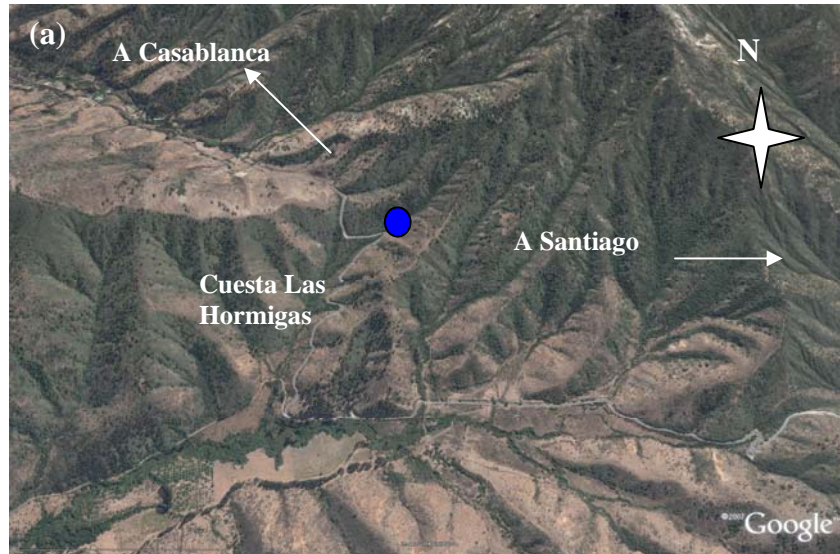 (a)
A Casablanca
N
A Santiago
Cuesta Las
Hormigas
©2007 Google